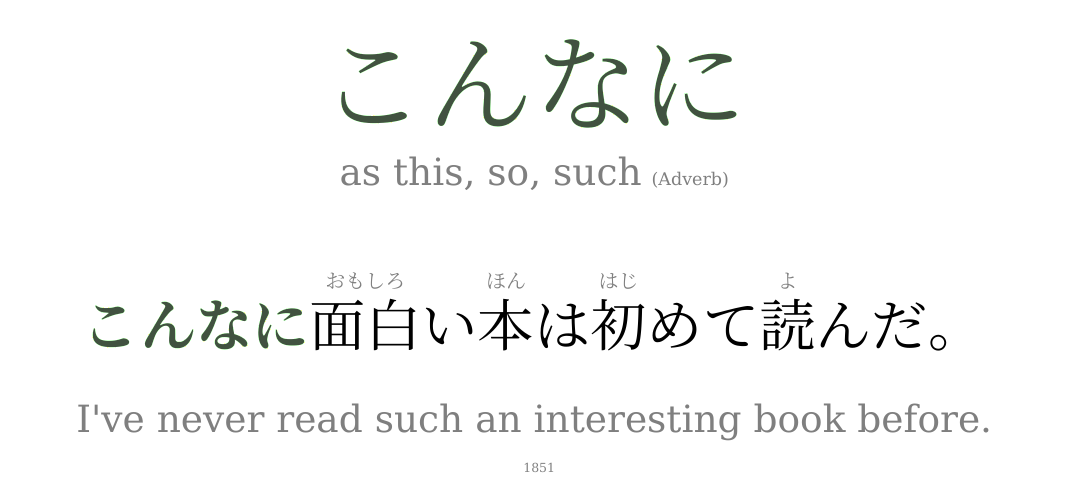 こんなに
as this, so, such (Adverb)
おもしろ ほん はじ よ
こんなに面白い本は初めて読んだ。
I've never read such an interesting book before.
1851